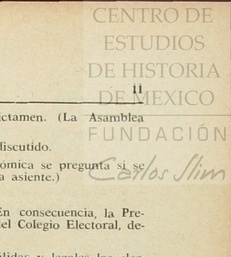 CENTRO DE
ESTUDIOS
DE HISTORIA
11
DE MEXICO
ictamen. (La Asamblea
FUNDACIÓN
discutido.
ómica se pregunta si se
a asiente.)
Carlos Slim
En consecuencia, la Pre-
el Colegio Electoral, de-